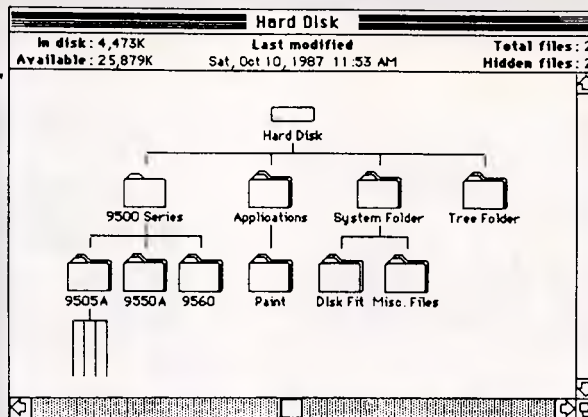 Hard Disk
In disk: 4,473K Last modified Total files: 2
Available: 25,879K Sat, Oct 10, 1987 11:53 AM Hidden files: 2
Hard Disk
9500 Series Applications System Folder Tree Folder
9505A 9550A 9560 Paint Disk Fit Misc. Files